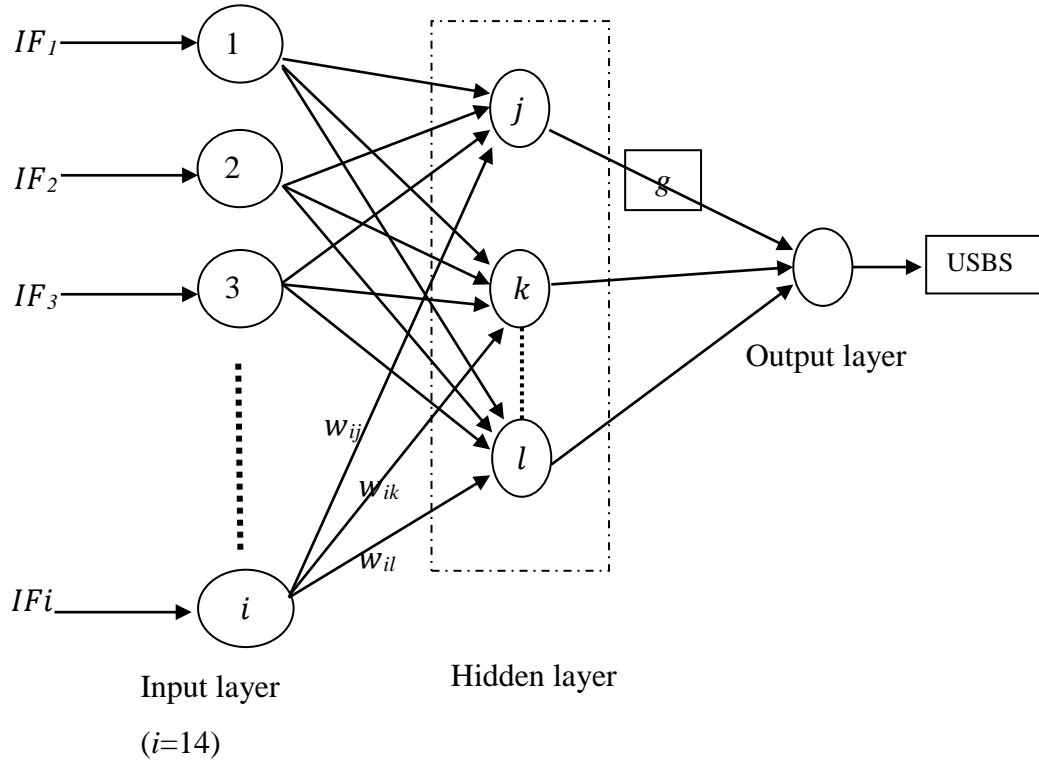 IF1
1
j
IF2
2
g
IF3
3
k
USBS
Output layer
wij
l
wik
wil
IFi
i
Input layer
Hidden layer
(i=14)